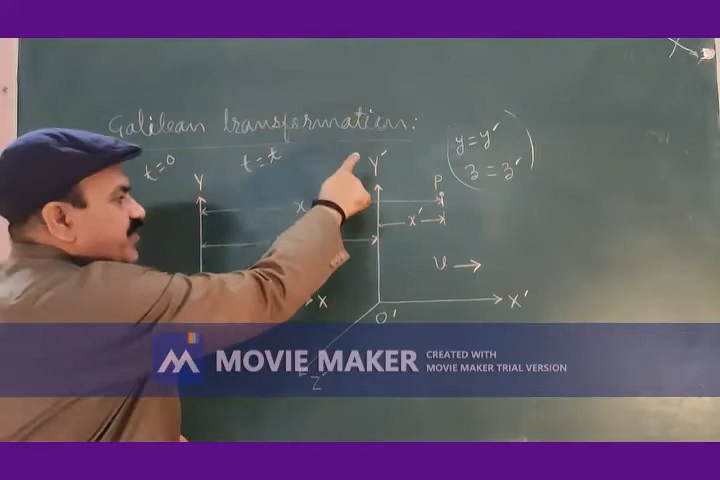 Galilean transformation:
t=0
t=t
Y
Y′
P
y=y′
z=z′
x
x′
v
X
O′
X′
Z′
MOVIE MAKER
CREATED WITH
MOVIE MAKER TRIAL VERSION